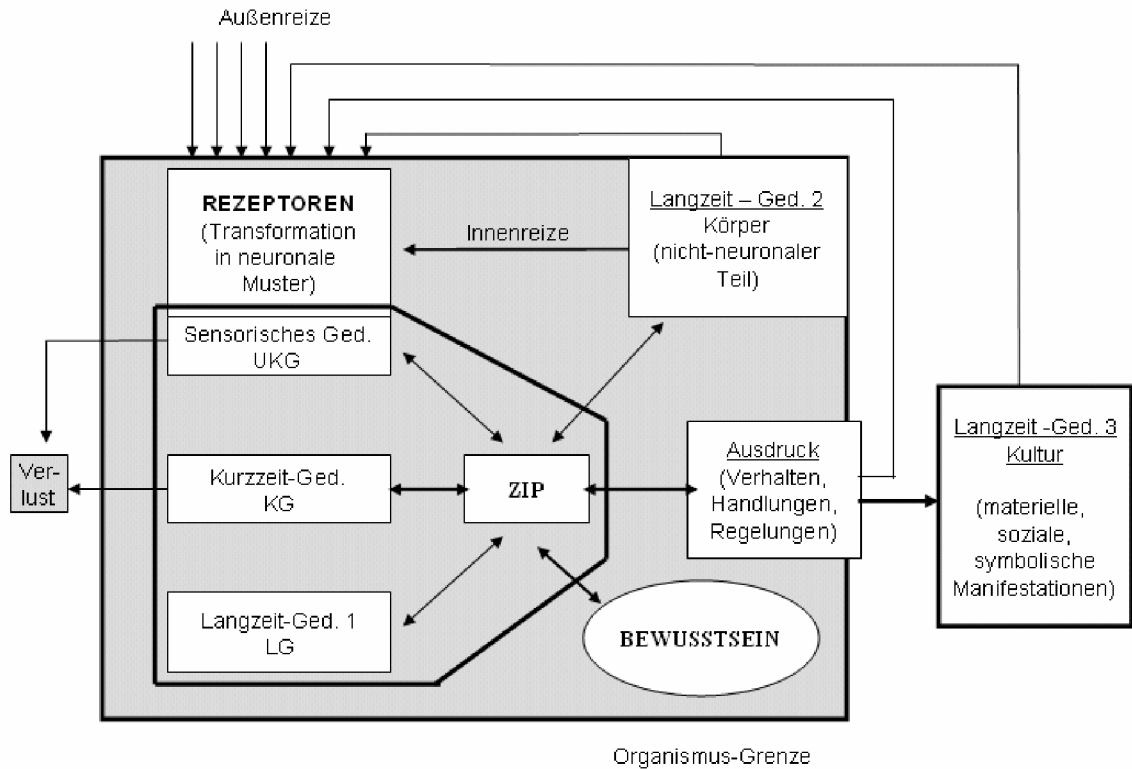 Außenreize
REZEPTOREN
(Transformation
in neuronale
Muster)
Innenreize
Langzeit – Ged. 2
Körper
(nicht-neuronaler
Teil)
Sensorisches Ged.
UKG
Ver-
lust
Kurzzeit-Ged.
KG
ZIP
Ausdruck
(Verhalten,
Handlungen,
Regelungen)
Langzeit -Ged. 3
Kultur
(materielle,
soziale,
symbolische
Manifestationen)
Langzeit-Ged. 1
LG
BEWUSSTSEIN
Organismus-Grenze